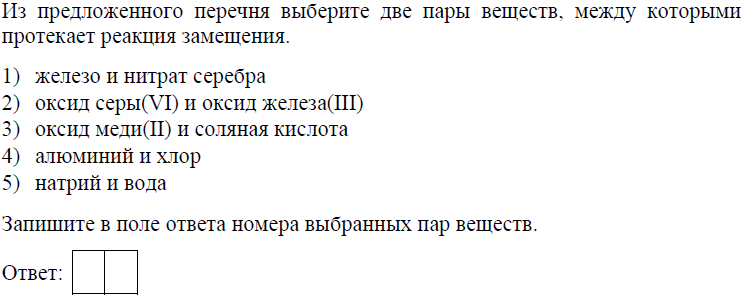 Из предложенного перечня выберите две пары веществ, между которыми
протекает реакция замещения.
1) железо и нитрат серебра
2) оксид серы(VI) и оксид железа(III)
3) оксид меди(II) и соляная кислота
4) алюминий и хлор
5) натрий и вода
Запишите в поле ответа номера выбранных пар веществ.
Ответ: